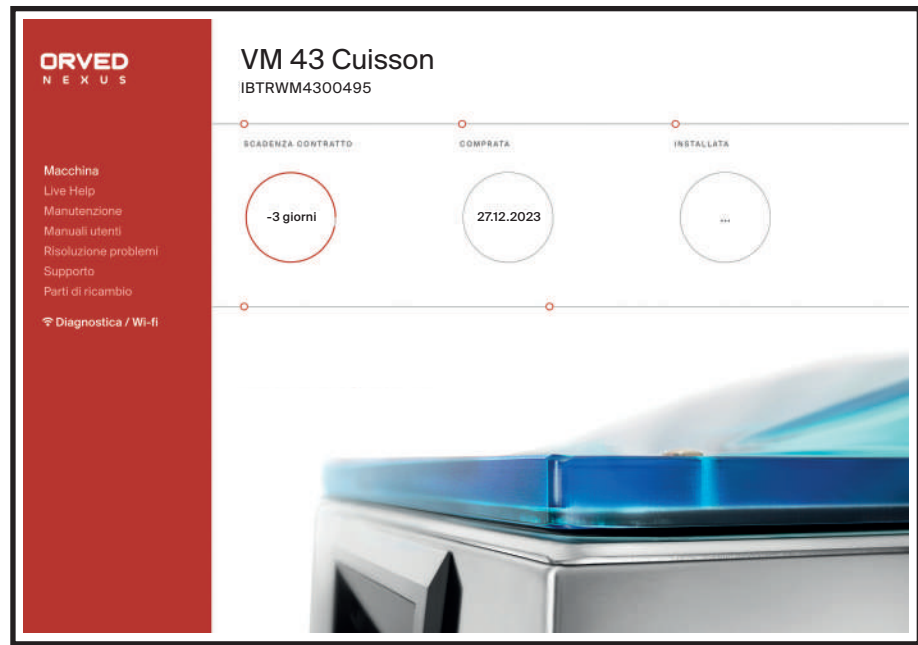 ORVED
NEXUS
VM 43 Cuisson
IBTRWM4300495
SCADENZA CONTRATTO
COMPRATA
INSTALLATA
-3 giorni
27.12.2023
...
Macchina
Live Help
Manutenzione
Manuali utenti
Risoluzione problemi
Supporto
Parti di ricambio
Diagnostica / Wi-fi